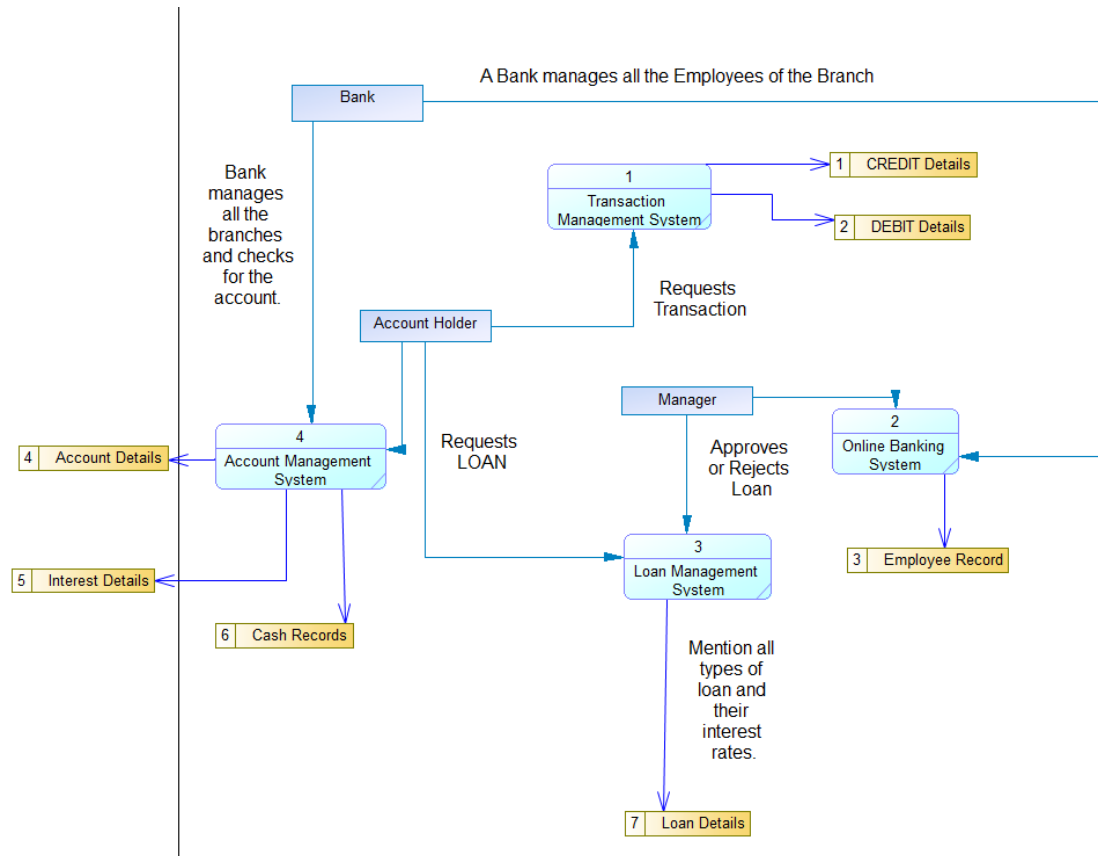 A Bank manages all the Employees of the Branch
Bank
Bank
manages
all the
branches
and checks
for the
account.
1
Transaction
Management System
1 CREDIT Details
2 DEBIT Details
Requests
Transaction
Account Holder
Manager
2
Online Banking
System
4
Account Management
System
Requests
LOAN
Approves
or Rejects
Loan
4 Account Details
3
Loan Management
System
3 Employee Record
5 Interest Details
6 Cash Records
Mention all
types of
loan and
their
interest
rates.
7 Loan Details